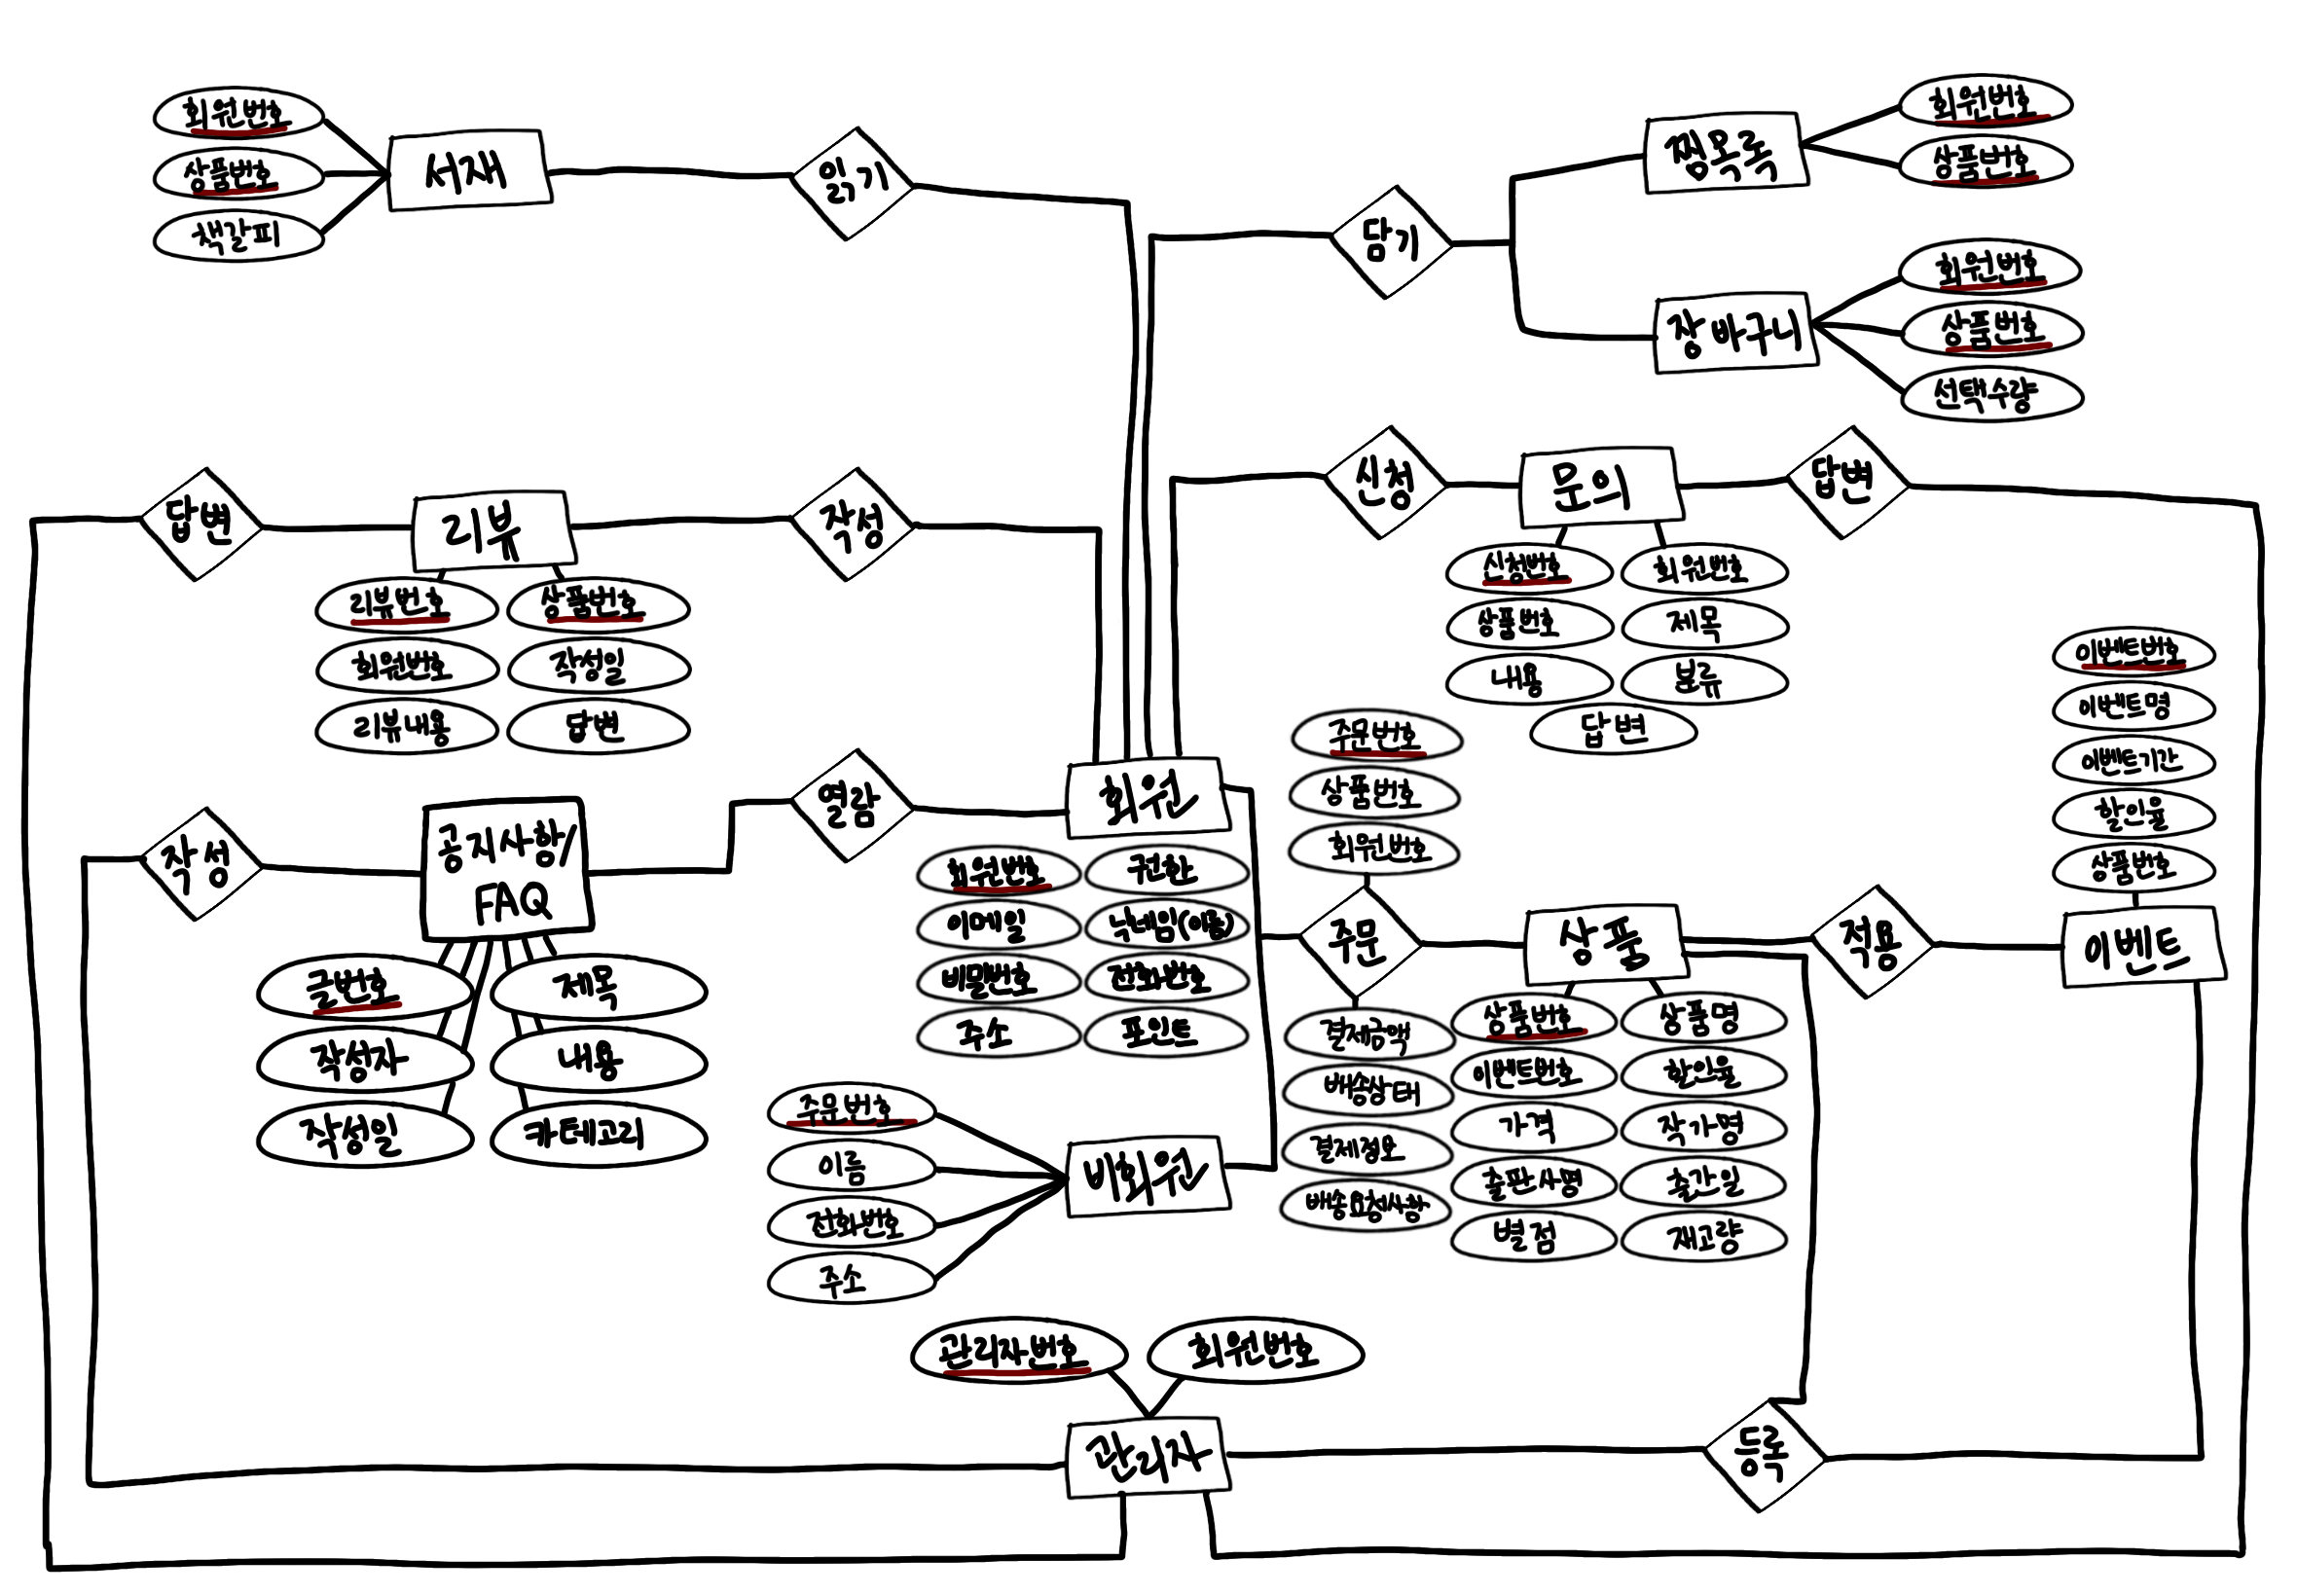 회원번호
상품번호
책갈피
서재
읽기
담기
찜목록
회원번호
상품번호
장바구니
회원번호
상품번호
선택수량
답변
리뷰
작성
리뷰번호
상품번호
회원번호
작성일
리뷰내용
답변
신청
문의
답변
신청번호
회원번호
상품번호
제목
내용
분류
답변
이벤트번호
이벤트명
이벤트기간
할인율
상품번호
작성
공지사항/
FAQ
열람
회원
글번호
제목
작성자
내용
작성일
카테고리
회원번호
권한
이메일
닉네임(이름)
비밀번호
전화번호
주소
포인트
주문번호
상품번호
회원번호
주문
상품
적용
이벤트
결제금액
배송상태
결제정보
배송요청사항
상품번호
상품명
이벤트번호
할인율
가격
작가명
출판사명
출간일
별점
재고량
주문번호
이름
전화번호
주소
비회원
관리자번호
회원번호
관리자
등록